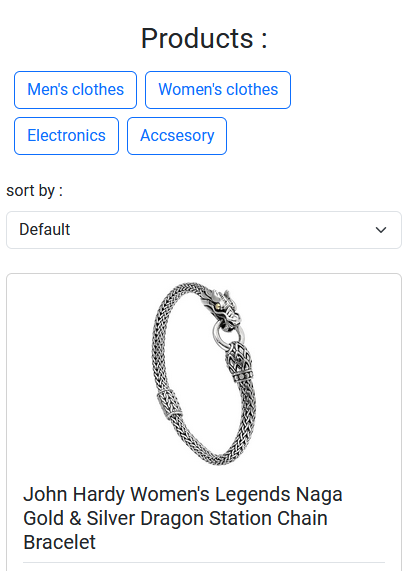 Products :
Men's clothes
Women's clothes
Electronics
Accsesory
sort by :
Default
John Hardy Women's Legends Naga
Gold & Silver Dragon Station Chain
Bracelet